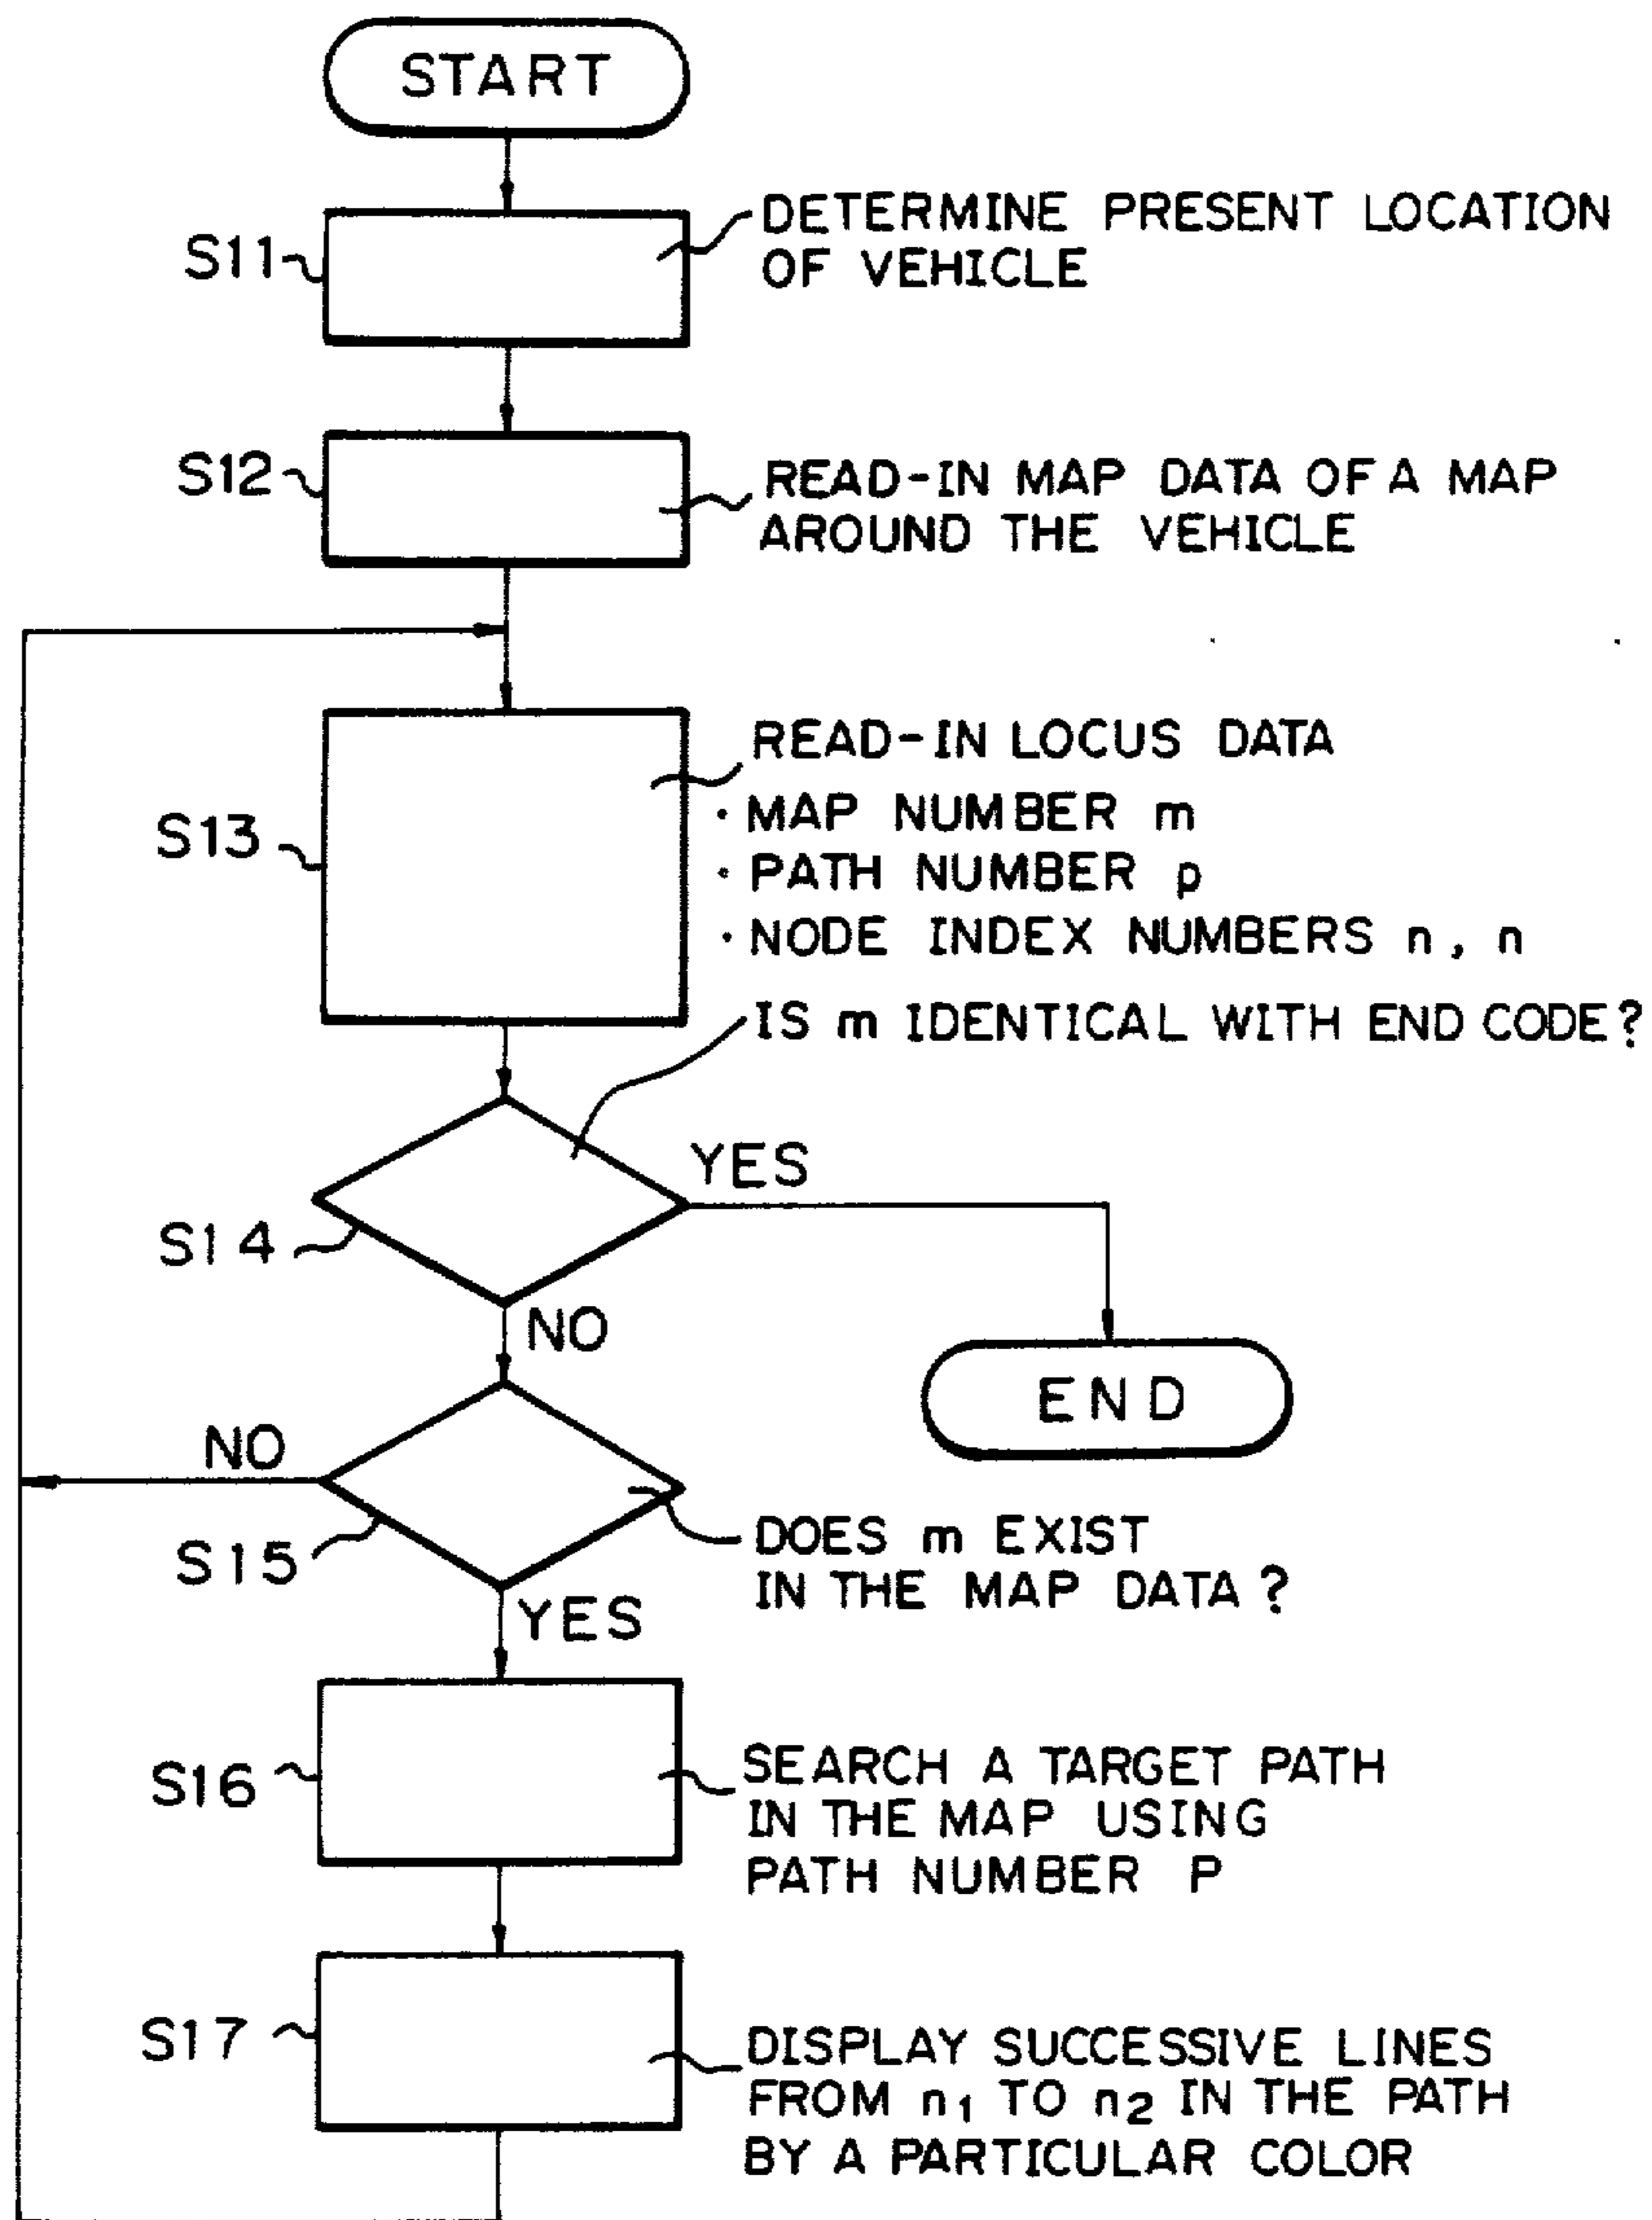 START
S11
DETERMINE PRESENT LOCATION
OF VEHICLE
S12
READ-IN MAP DATA OF A MAP
AROUND THE VEHICLE
S13
READ-IN LOCUS DATA
· MAP NUMBER m
· PATH NUMBER p
· NODE INDEX NUMBERS n, n
IS m IDENTICAL WITH END CODE?
YES
S14
NO
END
NO
S15
DOES m EXIST
IN THE MAP DATA?
YES
S16
SEARCH A TARGET PATH
IN THE MAP USING
PATH NUMBER P
S17
DISPLAY SUCCESSIVE LINES
FROM n1 TO n2 IN THE PATH
BY A PARTICULAR COLOR